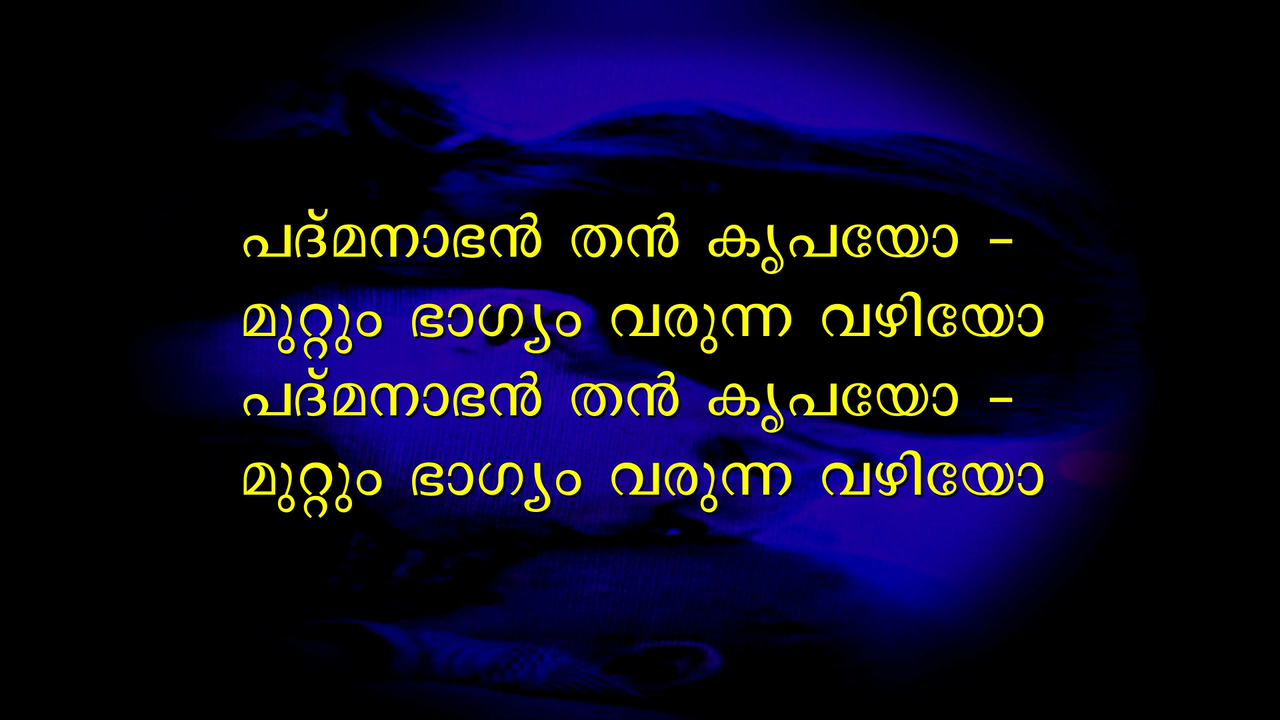 പദ്മനാഭൻ തൻ കൃപയോ -
മുറ്റും ഭാഗ്യം വരുന്ന വഴിയോ
പദ്മനാഭൻ തൻ കൃപയോ -
മുറ്റും ഭാഗ്യം വരുന്ന വഴിയോ